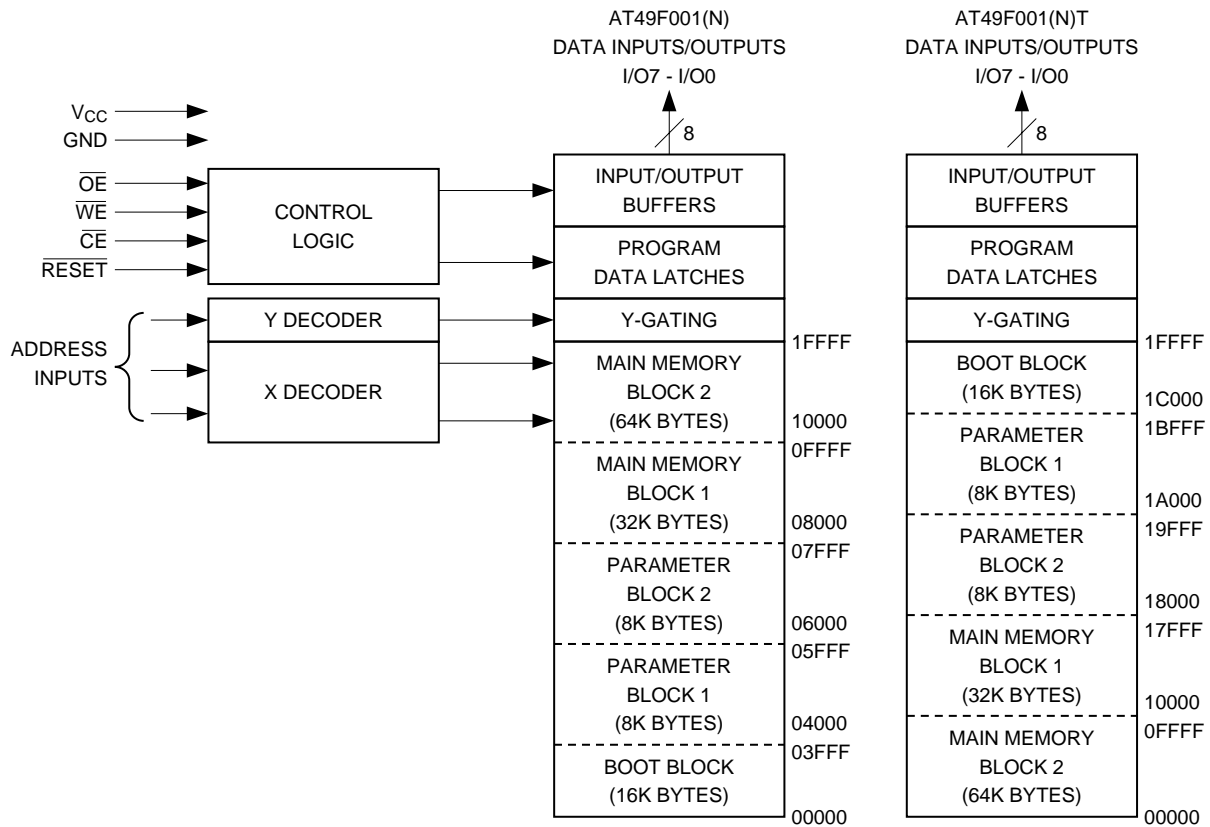 AT49F001(N)
DATA INPUTS/OUTPUTS
I/O7 - I/O0
8
AT49F001(N)T
DATA INPUTS/OUTPUTS
I/O7 - I/O0
8
VCC
GND
OE
WE
CE
RESET
CONTROL
LOGIC
ADDRESS
INPUTS
Y DECODER
X DECODER
INPUT/OUTPUT
BUFFERS
PROGRAM
DATA LATCHES
Y-GATING
1FFFF
MAIN MEMORY
BLOCK 2
(64K BYTES)
10000
0FFFF
MAIN MEMORY
BLOCK 1
(32K BYTES)
08000
07FFF
PARAMETER
BLOCK 2
(8K BYTES)
06000
05FFF
PARAMETER
BLOCK 1
(8K BYTES)
04000
03FFF
BOOT BLOCK
(16K BYTES)
00000
INPUT/OUTPUT
BUFFERS
PROGRAM
DATA LATCHES
Y-GATING
1FFFF
BOOT BLOCK
(16K BYTES)
1C000
1BFFF
PARAMETER
BLOCK 1
(8K BYTES)
1A000
19FFF
PARAMETER
BLOCK 2
(8K BYTES)
18000
17FFF
MAIN MEMORY
BLOCK 1
(32K BYTES)
10000
0FFFF
MAIN MEMORY
BLOCK 2
(64K BYTES)
00000